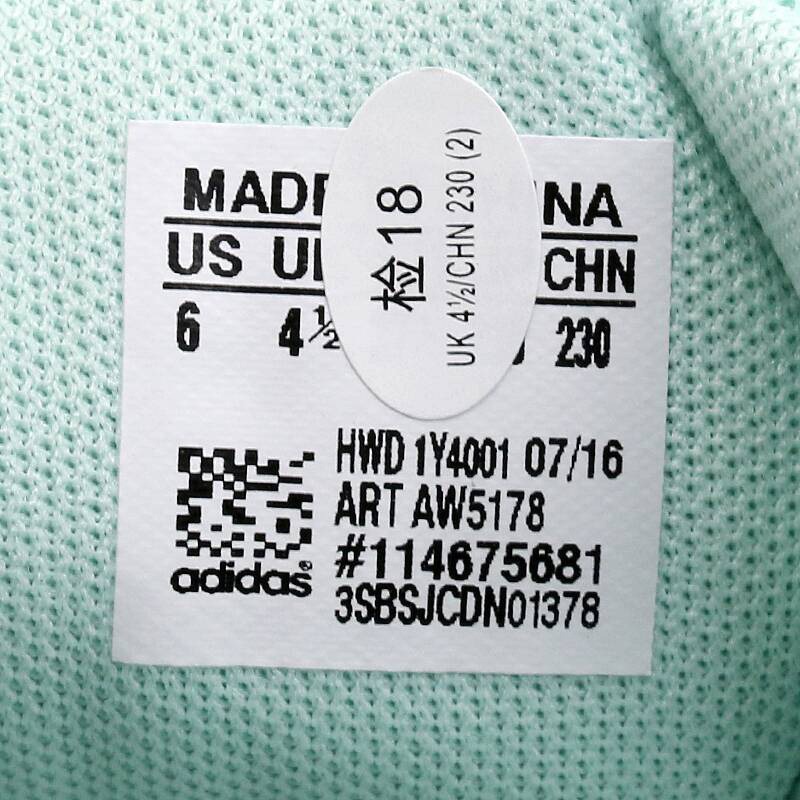 MAD
NA
US U CHN
6 4½ 230
检18
UK 4½/CHN 230 (2)
HWD 1Y4001 07/16
ART AW5178
#114675681
3SBSJCDN01378
adidas®